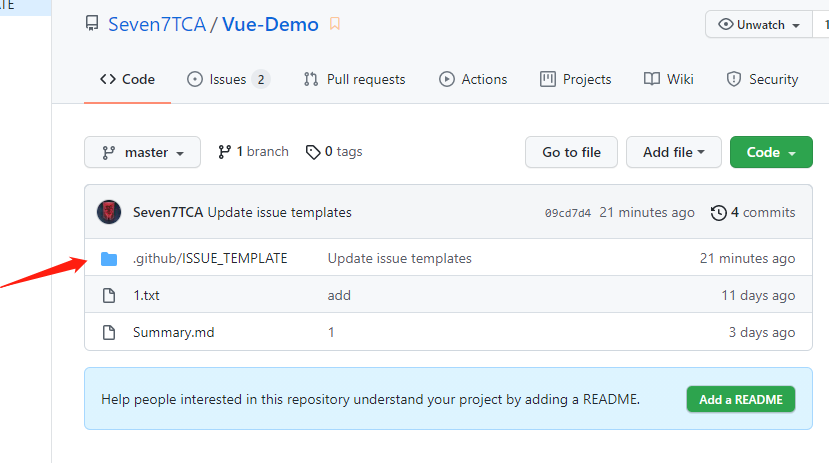 ATE
Seven7TCA / Vue-Demo
Unwatch 1
Code Issues 2 Pull requests Actions Projects Wiki Security
master 1 branch 0 tags Go to file Add file Code
Seven7TCA Update issue templates 09cd7d4 21 minutes ago 4 commits
.github/ISSUE_TEMPLATE Update issue templates 21 minutes ago
1.txt add 11 days ago
Summary.md 1 3 days ago
Help people interested in this repository understand your project by adding a README. Add a README